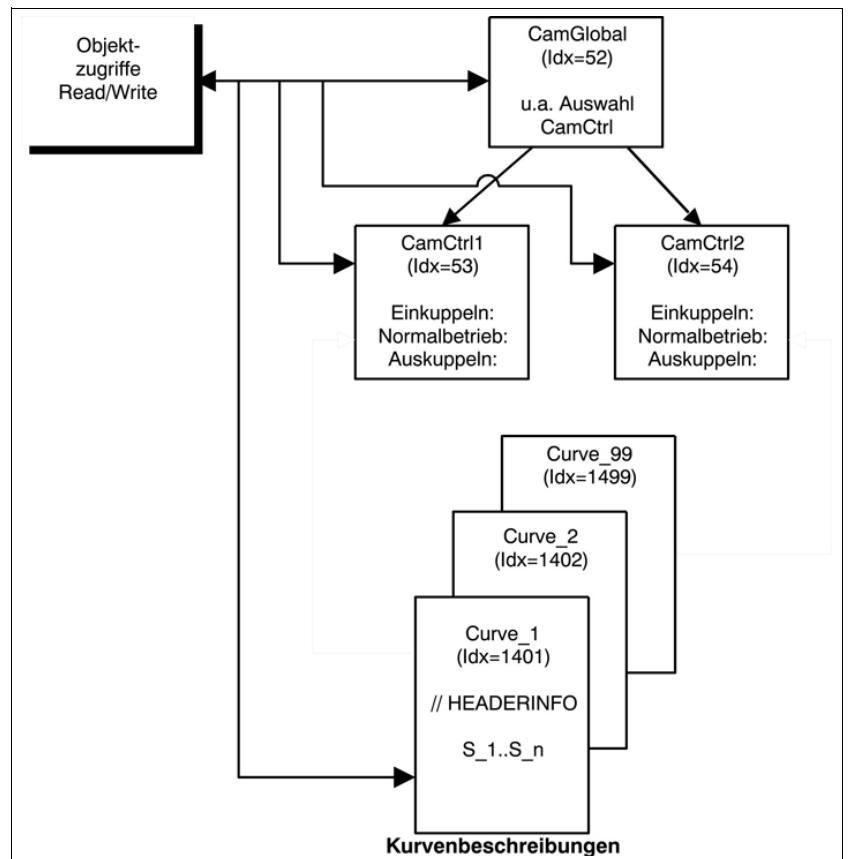 Objekt-
zugriffe
Read/Write
CamGlobal
(Idx=52)
u.a. Auswahl
CamCtrl
CamCtrl1
(Idx=53)
Einkuppeln:
Normalbetrieb:
Auskuppeln:
CamCtrl2
(Idx=54)
Einkuppeln:
Normalbetrieb:
Auskuppeln:
Curve_99
(Idx=1499)
Curve_2
(Idx=1402)
Curve_1
(Idx=1401)
// HEADERINFO
S_1..S_n
Kurvenbeschreibungen